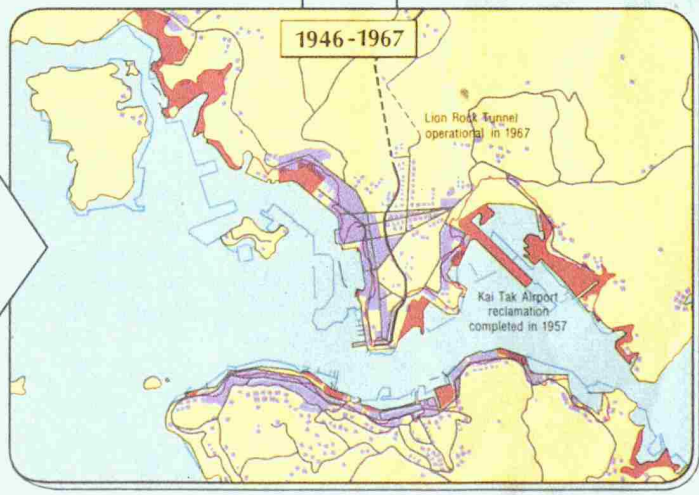 1946-1967
Lion Rock Tunnel
operational in 1967
Kai Tak Airport
reclamation
completed in 1957